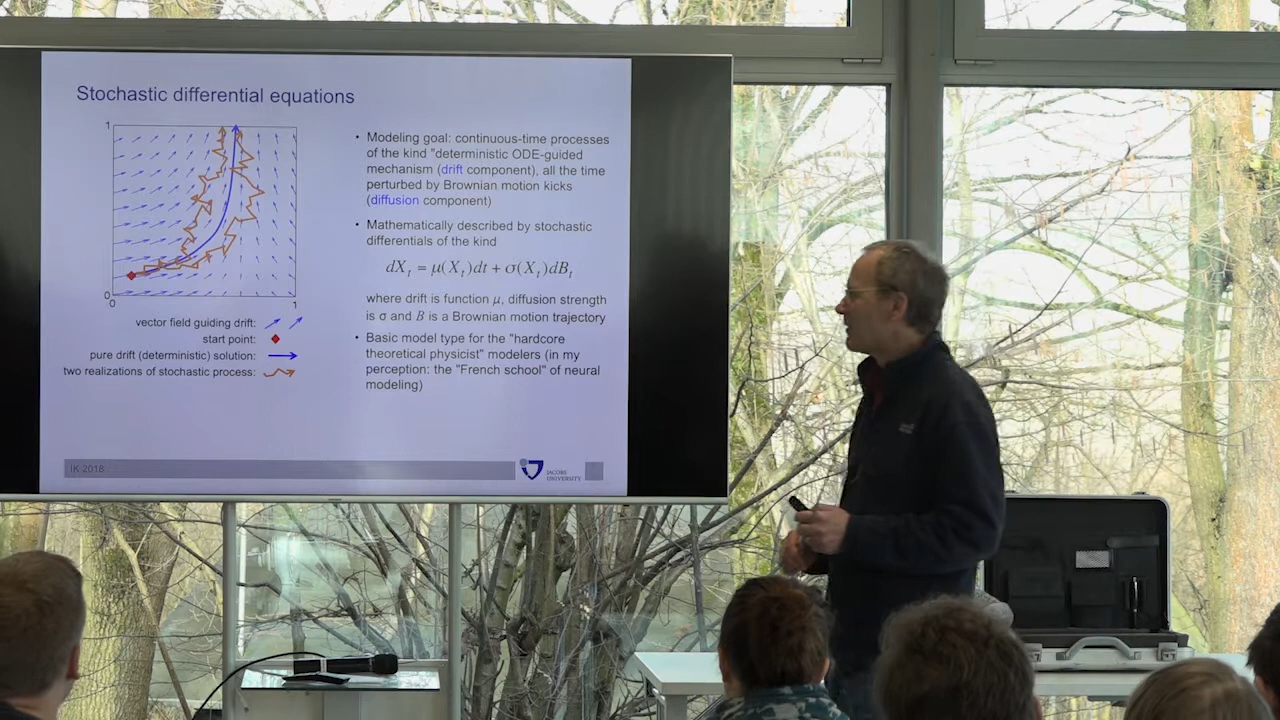 Stochastic differential equations
1
0
0
1
vector field guiding drift:
start point:
pure drift (deterministic) solution:
two realizations of stochastic process:
• Modeling goal: continuous-time processes
of the kind "deterministic ODE-guided
mechanism (drift component), all the time
perturbed by Brownian motion kicks
(diffusion component)
• Mathematically described by stochastic
differentials of the kind
dXₜ = μ(Xₜ)dt + σ(Xₜ)dBₜ
where drift is function μ, diffusion strength
is σ and B is a Brownian motion trajectory
• Basic model type for the "hardcore
theoretical physicist" modelers (in my
perception: the "French school" of neural
modeling)
IK 2018
JACOBS
UNIVERSITY